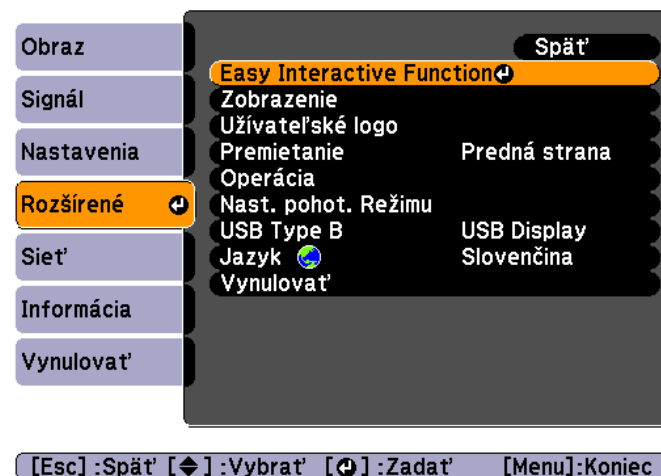 Obraz
Signál
Nastavenia
Rozšírené
Sieť
Informácia
Vynulovať
Späť
Easy Interactive Function
Zobrazenie
Užívateľské logo
Premietanie Predná strana
Operácia
Nast. pohot. Režimu
USB Type B USB Display
Jazyk Slovenčina
Vynulovať
[Esc] :Späť [◆] :Vybrať [↵] :Zadať [Menu]:Koniec